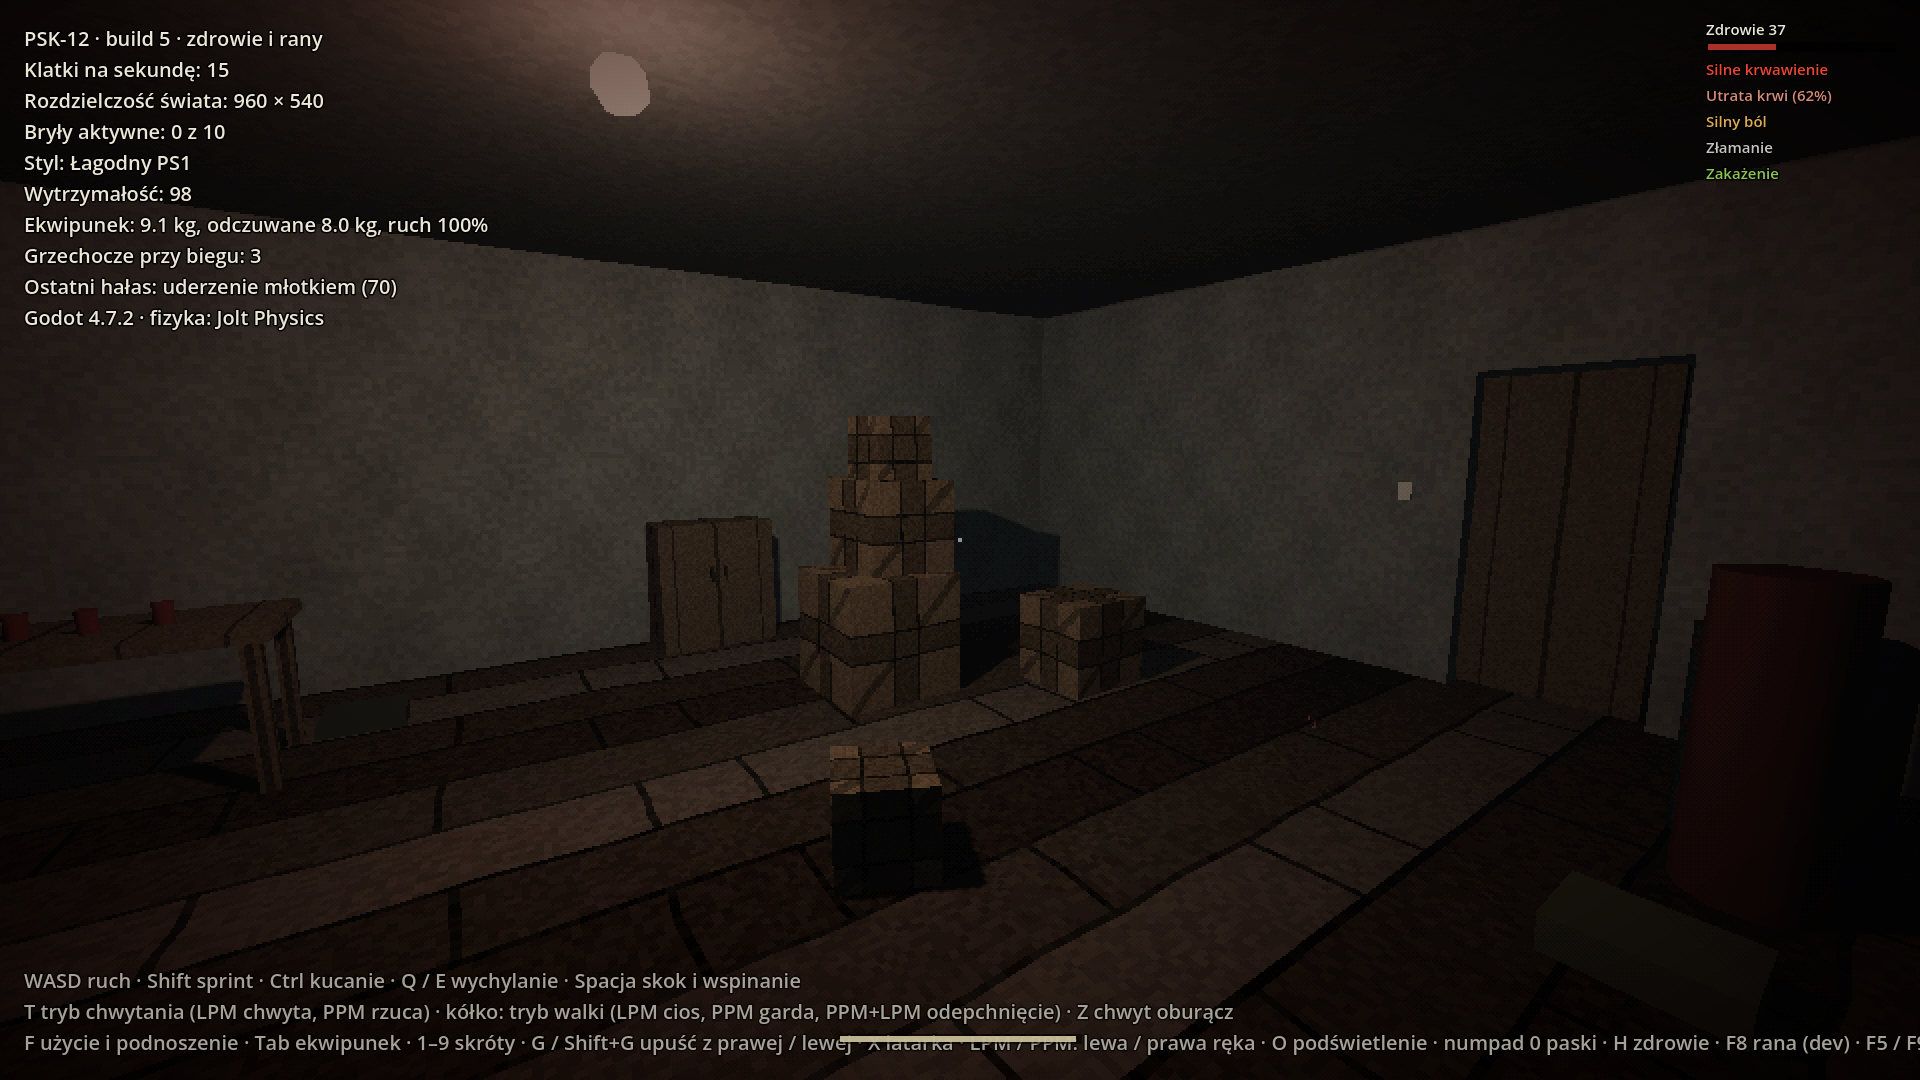 PSK-12 · build 5 · zdrowie i rany
Klatki na sekundę: 15
Rozdzielczość świata: 960 × 540
Bryły aktywne: 0 z 10
Styl: Łagodny PS1
Wytrzymałość: 98
Ekwipunek: 9.1 kg, odczuwane 8.0 kg, ruch 100%
Grzechocze przy biegu: 3
Ostatni hałas: uderzenie młotkiem (70)
Godot 4.7.2 · fizyka: Jolt Physics
Zdrowie 37
Silne krwawienie
Utrata krwi (62%)
Silny ból
Złamanie
Zakażenie
WASD ruch · Shift sprint · Ctrl kucanie · Q / E wychylanie · Spacja skok i wspinanie
T tryb chwytania (LPM chwyta, PPM rzuca) · kółko: tryb walki (LPM cios, PPM garda, PPM+LPM odepchnięcie) · Z chwyt oburącz
F użycie i podnoszenie · Tab ekwipunek · 1–9 skróty · G / Shift+G upuść z prawej / lewej · X latarka · LPM / PPM: lewa / prawa ręka · O podświetlenie · numpad 0 paski · H zdrowie · F8 rana (dev) · F5 /